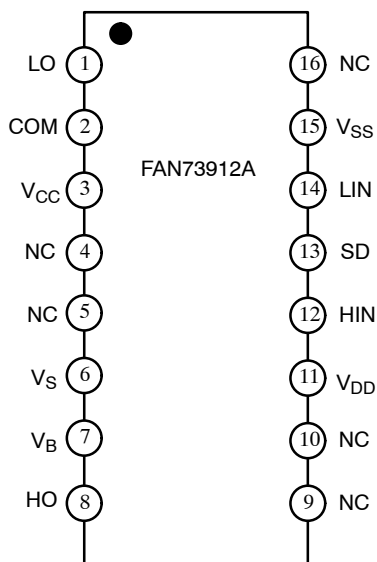 LO 1 16 NC
COM 2 15 VSS
FAN73912A
VCC 3 14 LIN
NC 4 13 SD
NC 5 12 HIN
VS 6 11 VDD
VB 7 10 NC
HO 8 9 NC